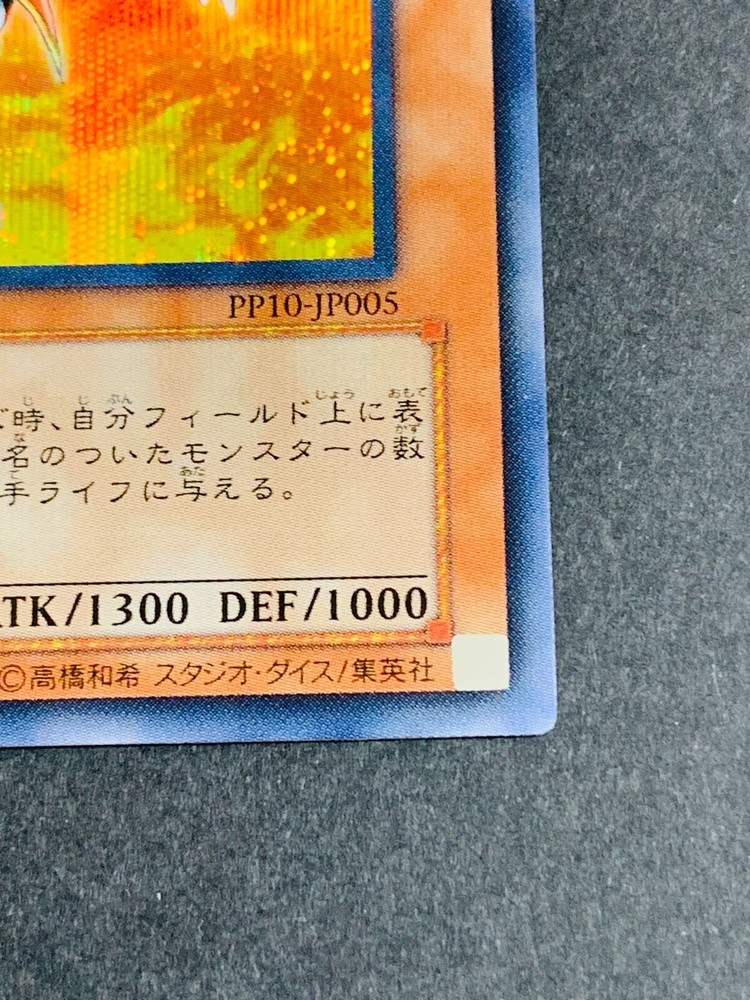 PP10-JP005
時、自分フィールド上に表
名のついたモンスターの数
手ライフに与える。
ATK/1300 DEF/1000
©高橋和希 スタジオ・ダイス/集英社